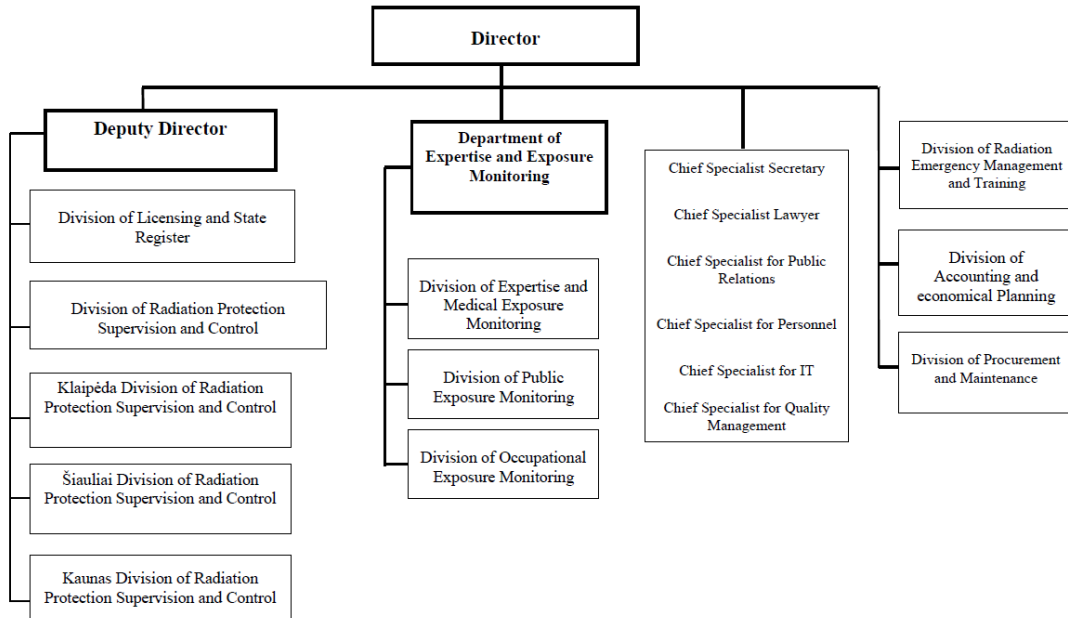 Director
Deputy Director
Division of Licensing and State
Register
Division of Radiation Protection
Supervision and Control
Klaipėda Division of Radiation
Protection Supervision and Control
Šiauliai Division of Radiation
Protection Supervision and Control
Kaunas Division of Radiation
Protection Supervision and Control
Department of
Expertise and Exposure
Monitoring
Division of Expertise and
Medical Exposure
Monitoring
Division of Public
Exposure Monitoring
Division of Occupational
Exposure Monitoring
Chief Specialist Secretary
Chief Specialist Lawyer
Chief Specialist for Public
Relations
Chief Specialist for Personnel
Chief Specialist for IT
Chief Specialist for Quality
Management
Division of Radiation
Emergency Management
and Training
Division of
Accounting and
economical Planning
Division of Procurement
and Maintenance